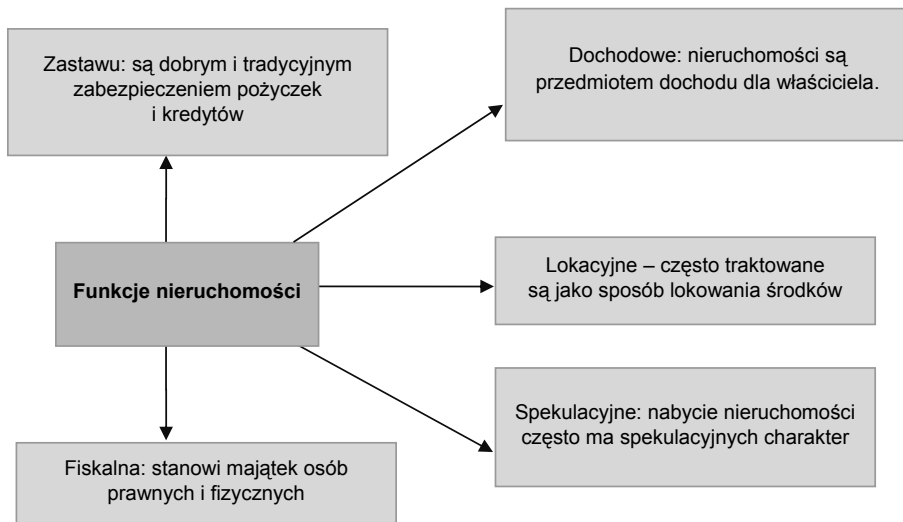 Zastawu: są dobrym i tradycyjnym
zabezpieczeniem pożyczek
i kredytów
Dochodowe: nieruchomości są
przedmiotem dochodu dla właściciela.
Funkcje nieruchomości
Lokacyjne – często traktowane
są jako sposób lokowania środków
Spekulacyjne: nabycie nieruchomości
często ma spekulacyjnych charakter
Fiskalna: stanowi majątek osób
prawnych i fizycznych